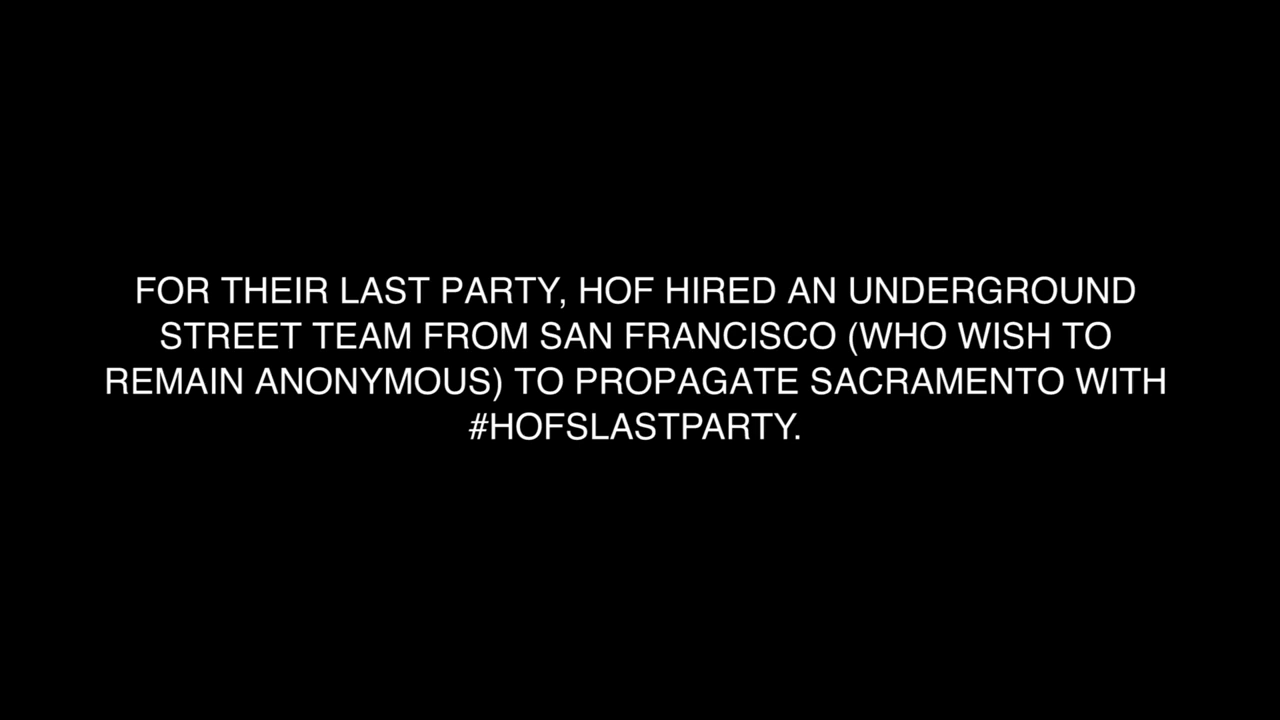 FOR THEIR LAST PARTY, HOF HIRED AN UNDERGROUND
STREET TEAM FROM SAN FRANCISCO (WHO WISH TO
REMAIN ANONYMOUS) TO PROPAGATE SACRAMENTO WITH
#HOFSLASTPARTY.